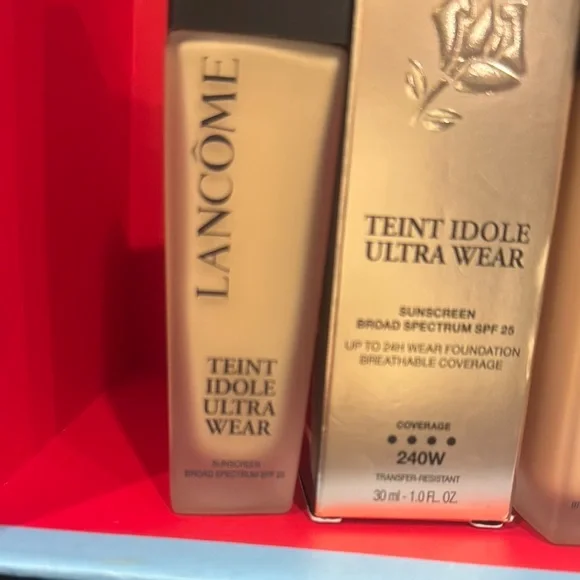 LANCÔME
TEINT
IDOLE
ULTRA
WEAR
SUNSCREEN
BROAD SPECTRUM SPF 25
TEINT IDOLE
ULTRA WEAR
SUNSCREEN
BROAD SPECTRUM SPF 25
UP TO 24H WEAR FOUNDATION
BREATHABLE COVERAGE
COVERAGE
240W
TRANSFER-RESISTANT
30 ml - 1.0 FL. OZ.